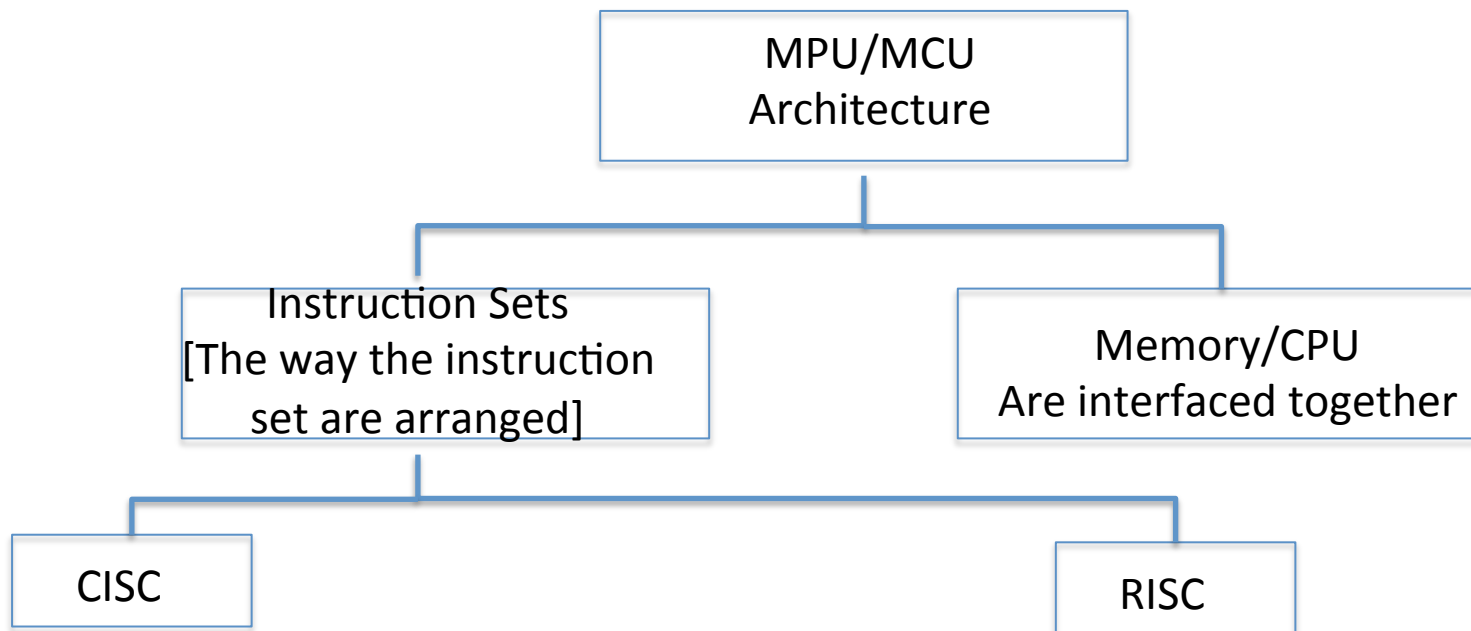 MPU/MCU
Architecture
Instruction Sets
[The way the instruction
set are arranged]
Memory/CPU
Are interfaced together
CISC
RISC